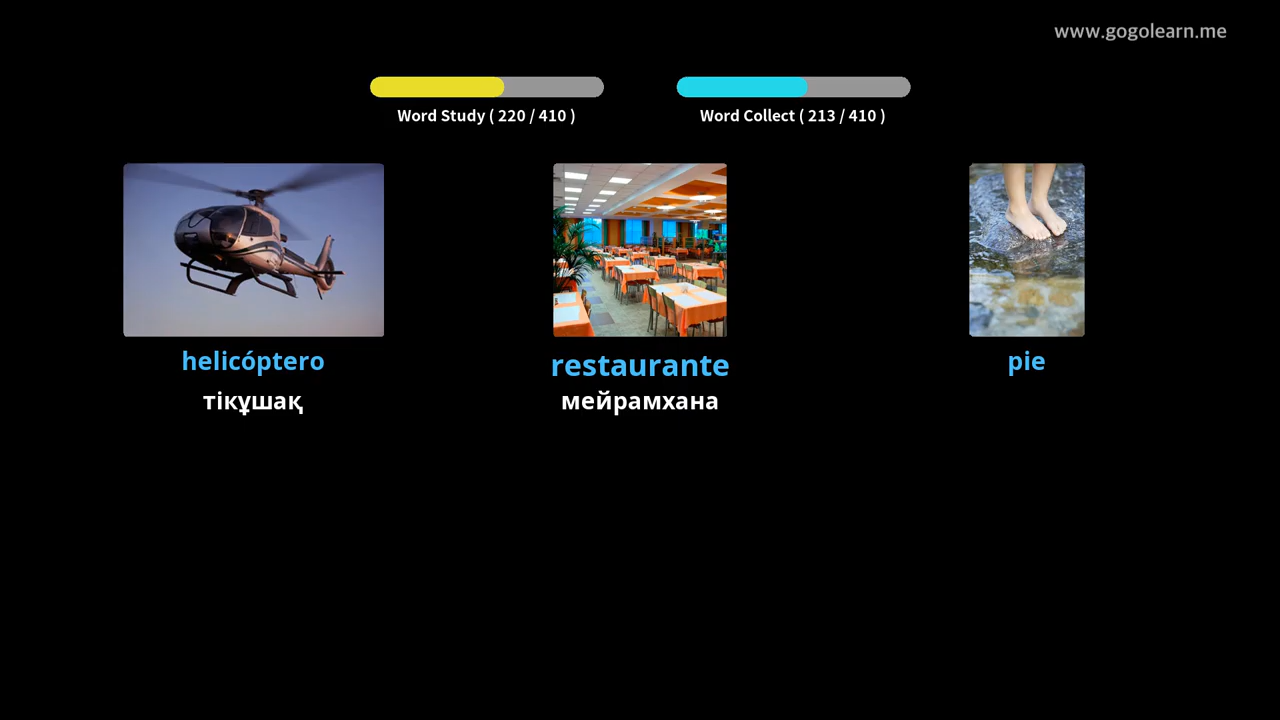 www.gogolearn.me
Word Study ( 220 / 410 )
Word Collect ( 213 / 410 )
helicóptero
тікұшақ
restaurante
мейрамхана
pie